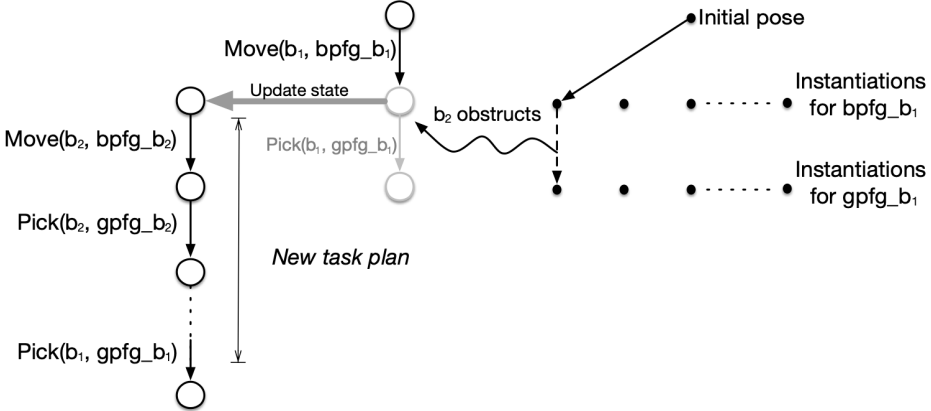 Initial pose
Move(b₁, bpfg_b₁)
Update state
b₂ obstructs
Instantiations
for bpfg_b₁
Move(b₂, bpfg_b₂)
Pick(b₁, gpfg_b₁)
Instantiations
for gpfg_b₁
Pick(b₂, gpfg_b₂)
New task plan
Pick(b₁, gpfg_b₁)